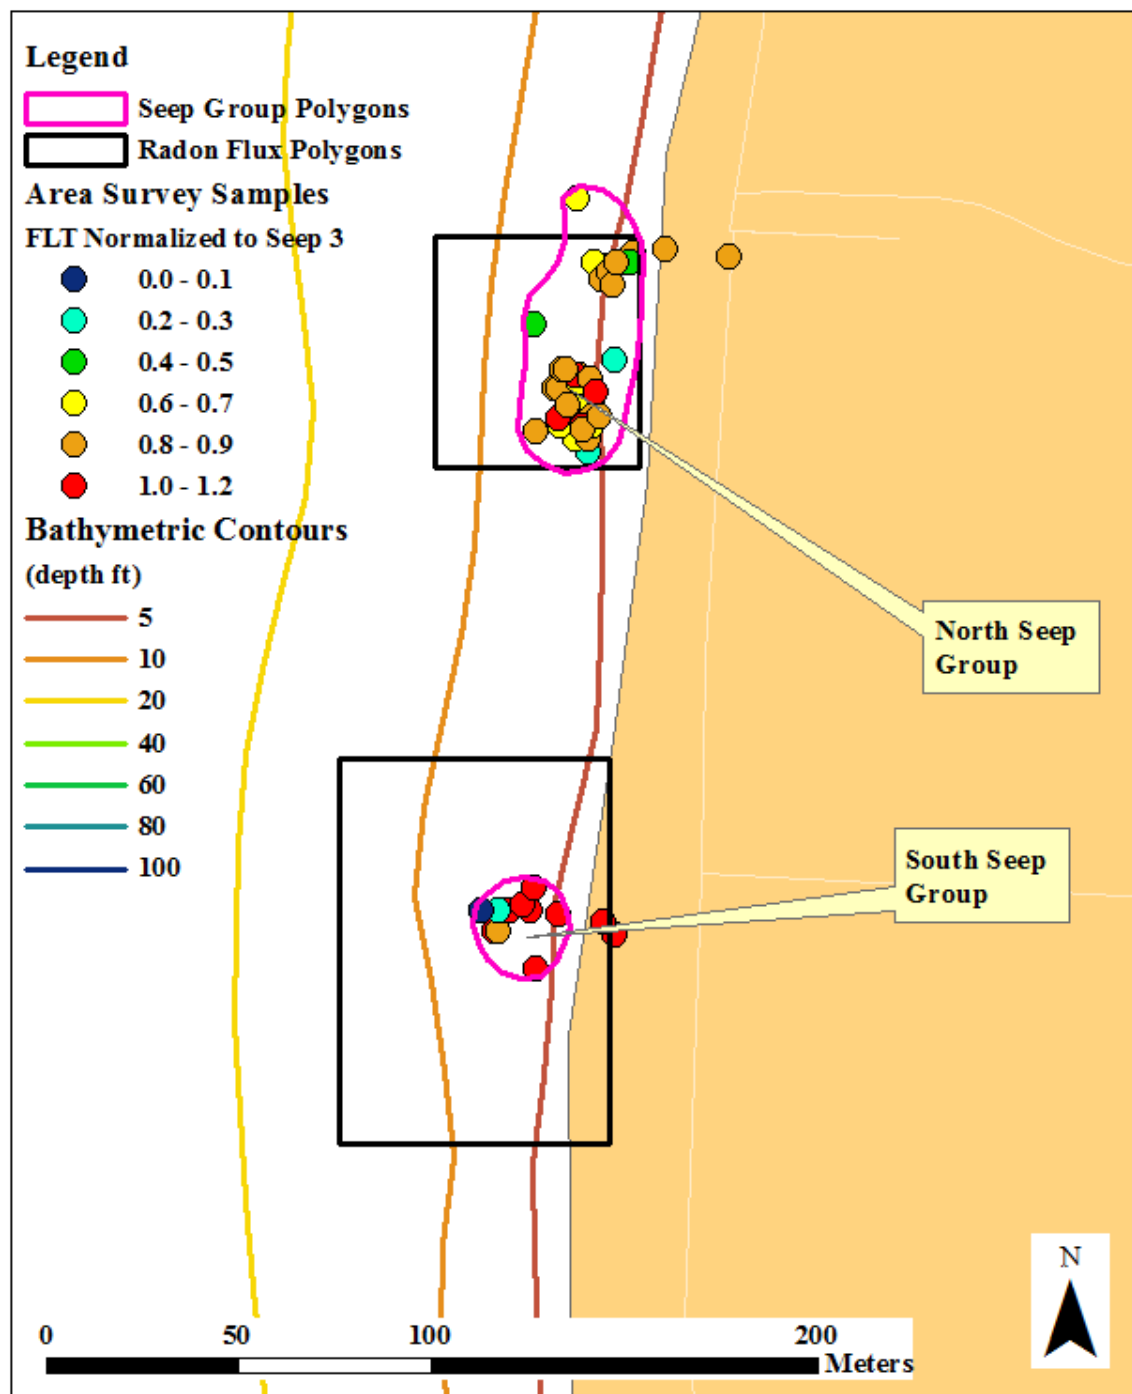 Legend
Seep Group Polygons
Radon Flux Polygons
Area Survey Samples
FLT Normalized to Seep 3
0.0 - 0.1
0.2 - 0.3
0.4 - 0.5
0.6 - 0.7
0.8 - 0.9
1.0 - 1.2
Bathymetric Contours
(depth ft)
5
10
20
40
60
80
100
North Seep
Group
South Seep
Group
N
0 50 100 200
Meters